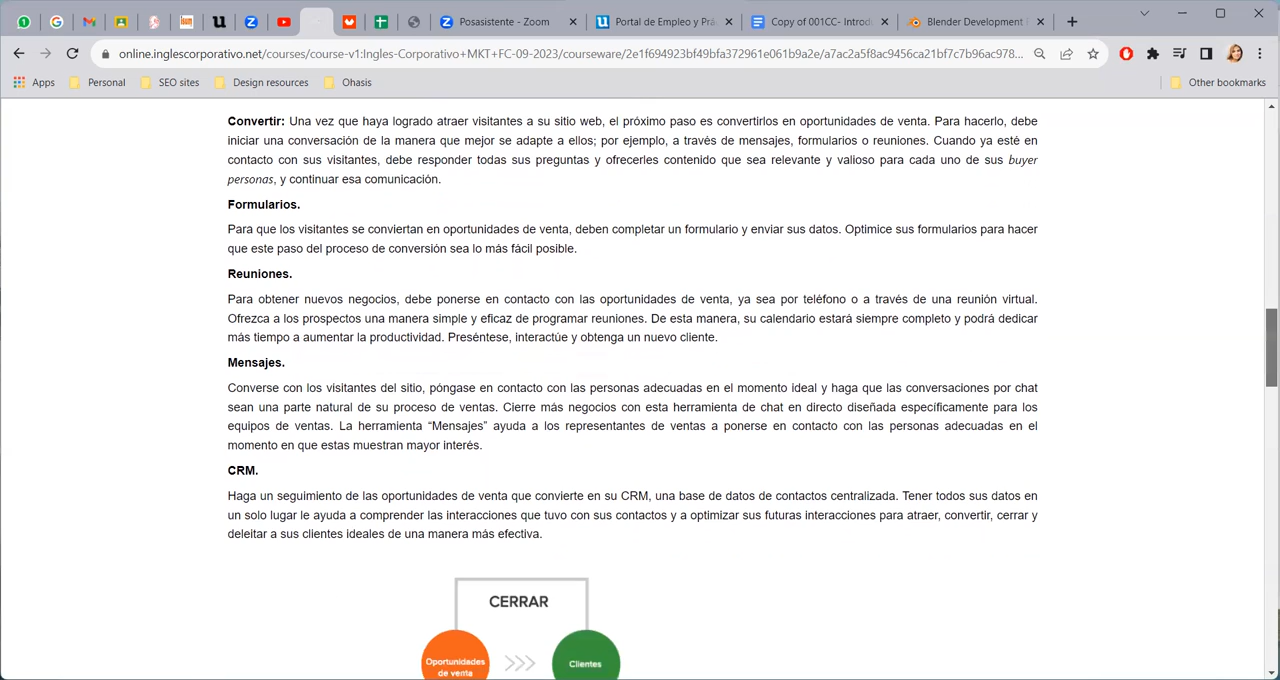 Posasistente - Zoom
Portal de Empleo y Prá
Copy of 001CC- Introdu
Blender Development F
online.inglescorporativo.net/courses/course-v1:Ingles-Corporativo+MKT+FC-09-2023/courseware/2e1f694923bf49bfa372961e061b9a2e/a7ac2a5f8ac9456ca21bf7c7b96ac978...
Apps
Personal
SEO sites
Design resources
Ohasis
Other bookmarks
Convertir: Una vez que haya logrado atraer visitantes a su sitio web, el próximo paso es convertirlos en oportunidades de venta. Para hacerlo, debe
iniciar una conversación de la manera que mejor se adapte a ellos; por ejemplo, a través de mensajes, formularios o reuniones. Cuando ya esté en
contacto con sus visitantes, debe responder todas sus preguntas y ofrecerles contenido que sea relevante y valioso para cada uno de sus buyer
personas, y continuar esa comunicación.
Formularios.
Para que los visitantes se conviertan en oportunidades de venta, deben completar un formulario y enviar sus datos. Optimice sus formularios para hacer
que este paso del proceso de conversión sea lo más fácil posible.
Reuniones.
Para obtener nuevos negocios, debe ponerse en contacto con las oportunidades de venta, ya sea por teléfono o a través de una reunión virtual.
Ofrezca a los prospectos una manera simple y eficaz de programar reuniones. De esta manera, su calendario estará siempre completo y podrá dedicar
más tiempo a aumentar la productividad. Preséntese, interactúe y obtenga un nuevo cliente.
Mensajes.
Converse con los visitantes del sitio, póngase en contacto con las personas adecuadas en el momento ideal y haga que las conversaciones por chat
sean una parte natural de su proceso de ventas. Cierre más negocios con esta herramienta de chat en directo diseñada específicamente para los
equipos de ventas. La herramienta “Mensajes” ayuda a los representantes de ventas a ponerse en contacto con las personas adecuadas en el
momento en que estas muestran mayor interés.
CRM.
Haga un seguimiento de las oportunidades de venta que convierte en su CRM, una base de datos de contactos centralizada. Tener todos sus datos en
un solo lugar le ayuda a comprender las interacciones que tuvo con sus contactos y a optimizar sus futuras interacciones para atraer, convertir, cerrar y
deleitar a sus clientes ideales de una manera más efectiva.
CERRAR
Oportunidades
de venta
Clientes